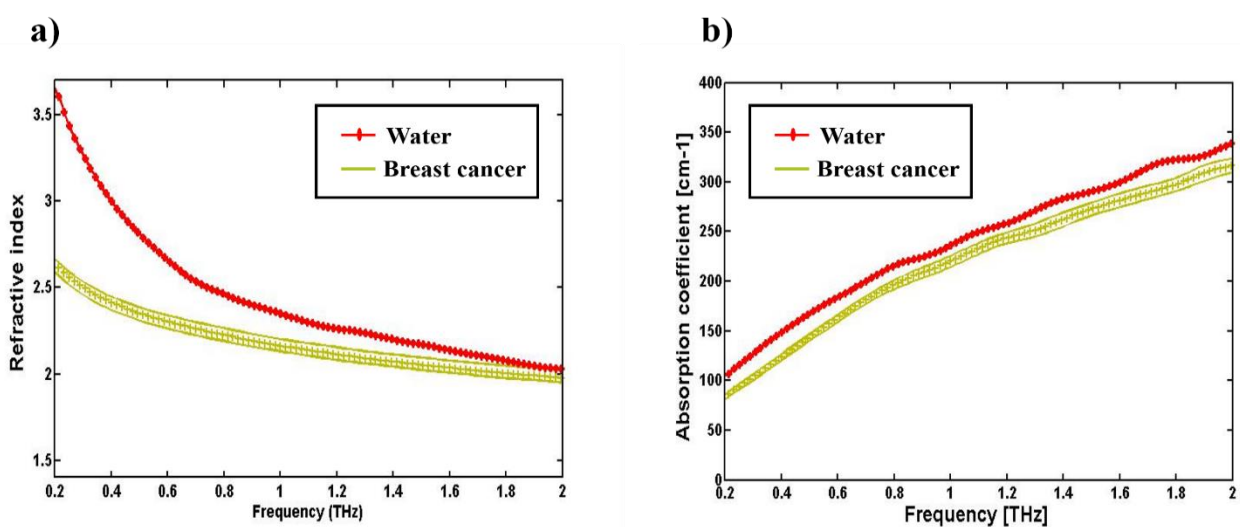 a)
Refractive index
3.5
3
2.5
2
1.5
0.2 0.4 0.6 0.8 1 1.2 1.4 1.6 1.8 2
Frequency (THz)
Water
Breast cancer
b)
Absorption coefficient [cm-1]
400
350
300
250
200
150
100
50
0
0.2 0.4 0.6 0.8 1 1.2 1.4 1.6 1.8 2
Frequency [THz]
Water
Breast cancer